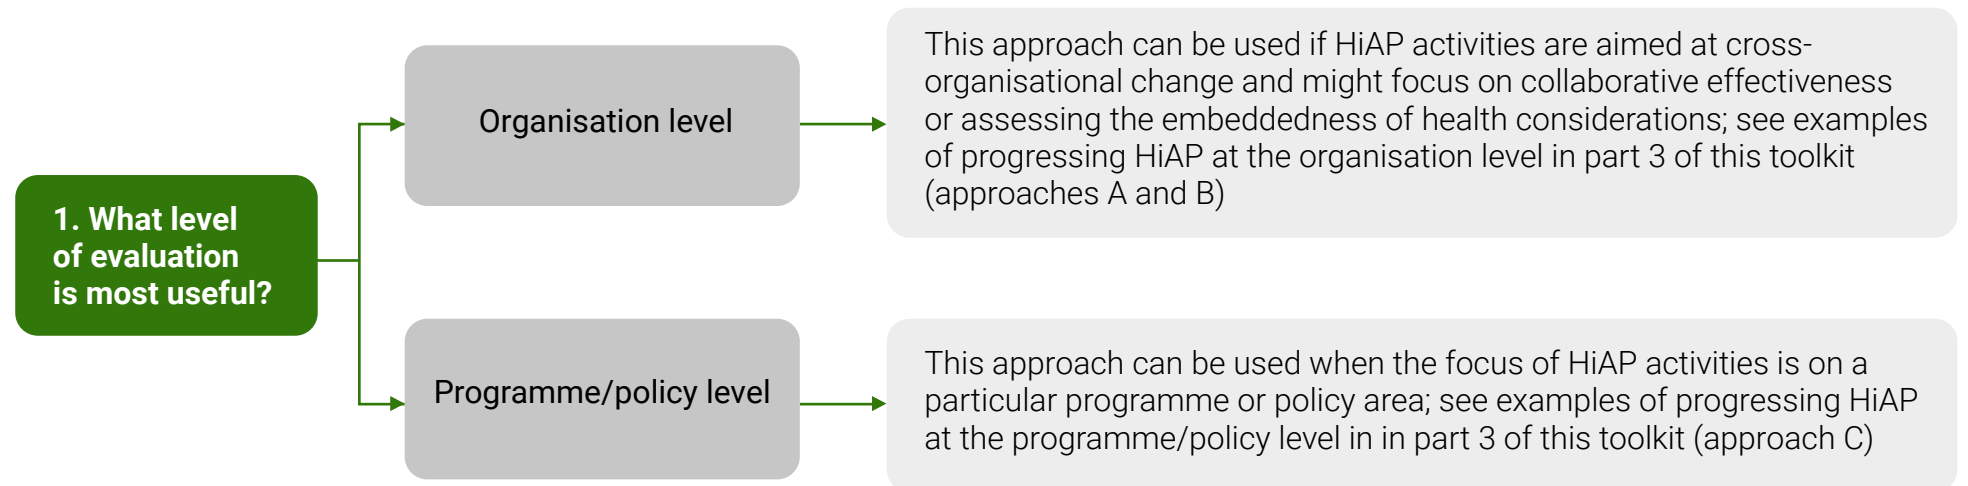 1. What level
of evaluation
is most useful?
Organisation level
This approach can be used if HiAP activities are aimed at cross-
organisational change and might focus on collaborative effectiveness
or assessing the embeddedness of health considerations; see examples
of progressing HiAP at the organisation level in part 3 of this toolkit
(approaches A and B)
Programme/policy level
This approach can be used when the focus of HiAP activities is on a
particular programme or policy area; see examples of progressing HiAP
at the programme/policy level in in part 3 of this toolkit (approach C)